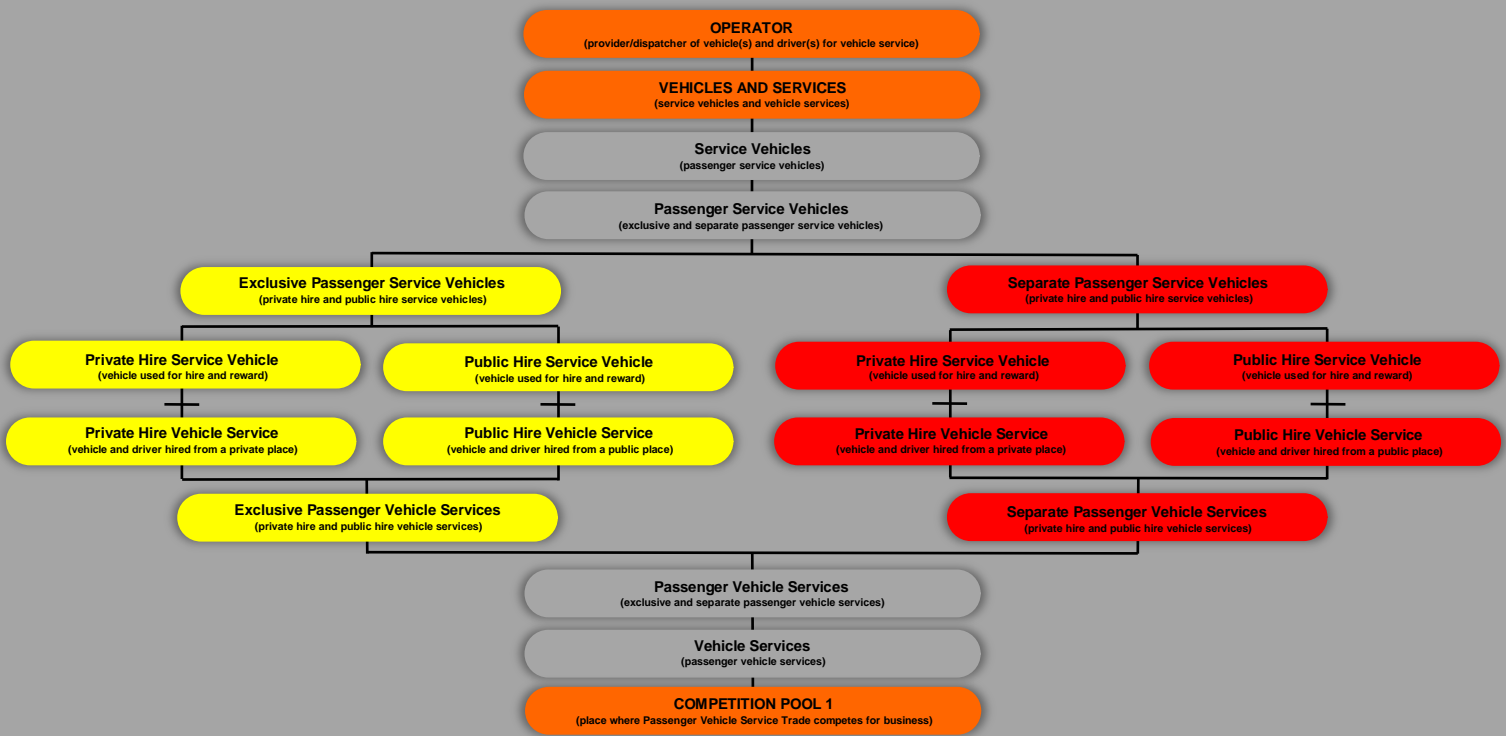 OPERATOR
(provider/dispatcher of vehicle(s) and driver(s) for vehicle service)
VEHICLES AND SERVICES
(service vehicles and vehicle services)
Service Vehicles
(passenger service vehicles)
Passenger Service Vehicles
(exclusive and separate passenger service vehicles)
Exclusive Passenger Service Vehicles
(private hire and public hire service vehicles)
Separate Passenger Service Vehicles
(private hire and public hire service vehicles)
Private Hire Service Vehicle
(vehicle used for hire and reward)
Public Hire Service Vehicle
(vehicle used for hire and reward)
Private Hire Service Vehicle
(vehicle used for hire and reward)
Public Hire Service Vehicle
(vehicle used for hire and reward)
Private Hire Vehicle Service
(vehicle and driver hired from a private place)
Public Hire Vehicle Service
(vehicle and driver hired from a public place)
Private Hire Vehicle Service
(vehicle and driver hired from a private place)
Public Hire Vehicle Service
(vehicle and driver hired from a public place)
Exclusive Passenger Vehicle Services
(private hire and public hire vehicle services)
Separate Passenger Vehicle Services
(private hire and public hire vehicle services)
Passenger Vehicle Services
(exclusive and separate passenger vehicle services)
Vehicle Services
(passenger vehicle services)
COMPETITION POOL 1
(place where Passenger Vehicle Service Trade competes for business)